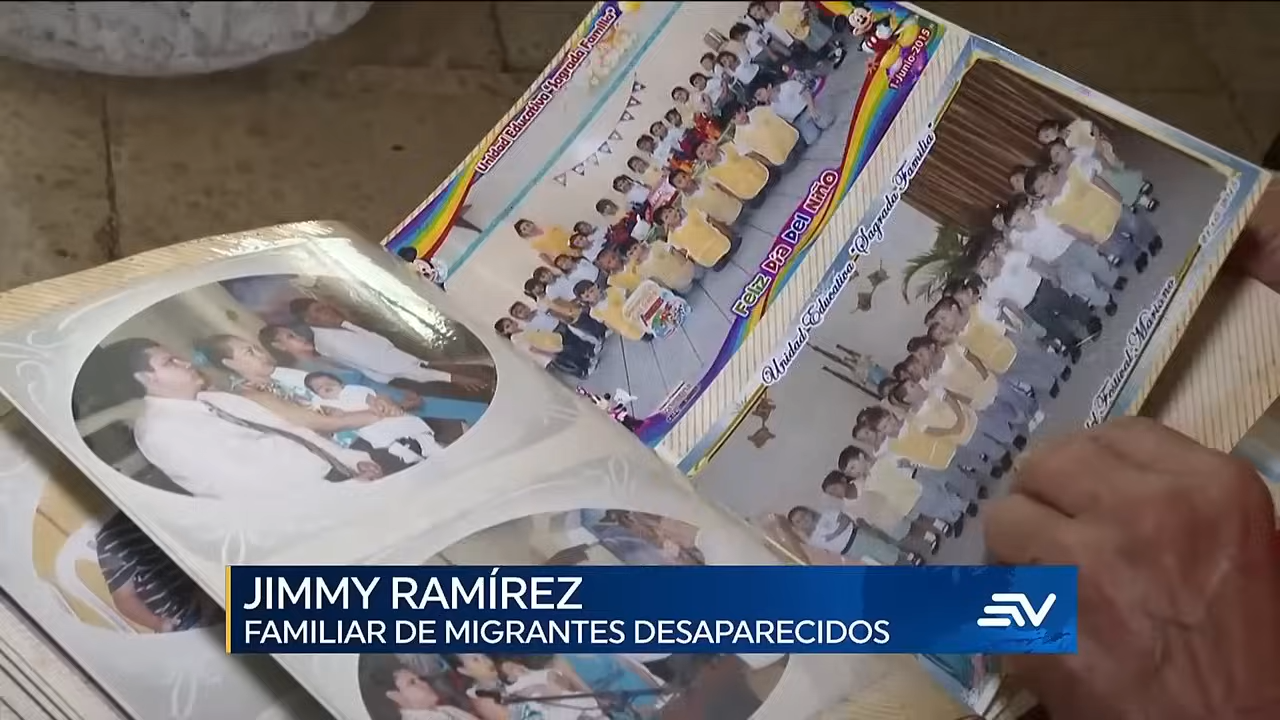 Unidad Educativa "Sagrada Familia"
1-Junio-2015
Feliz Dia Del Niño
Unidad Educativa "Sagrada Familia"
Festival Mariano
JIMMY RAMÍREZ
FAMILIAR DE MIGRANTES DESAPARECIDOS